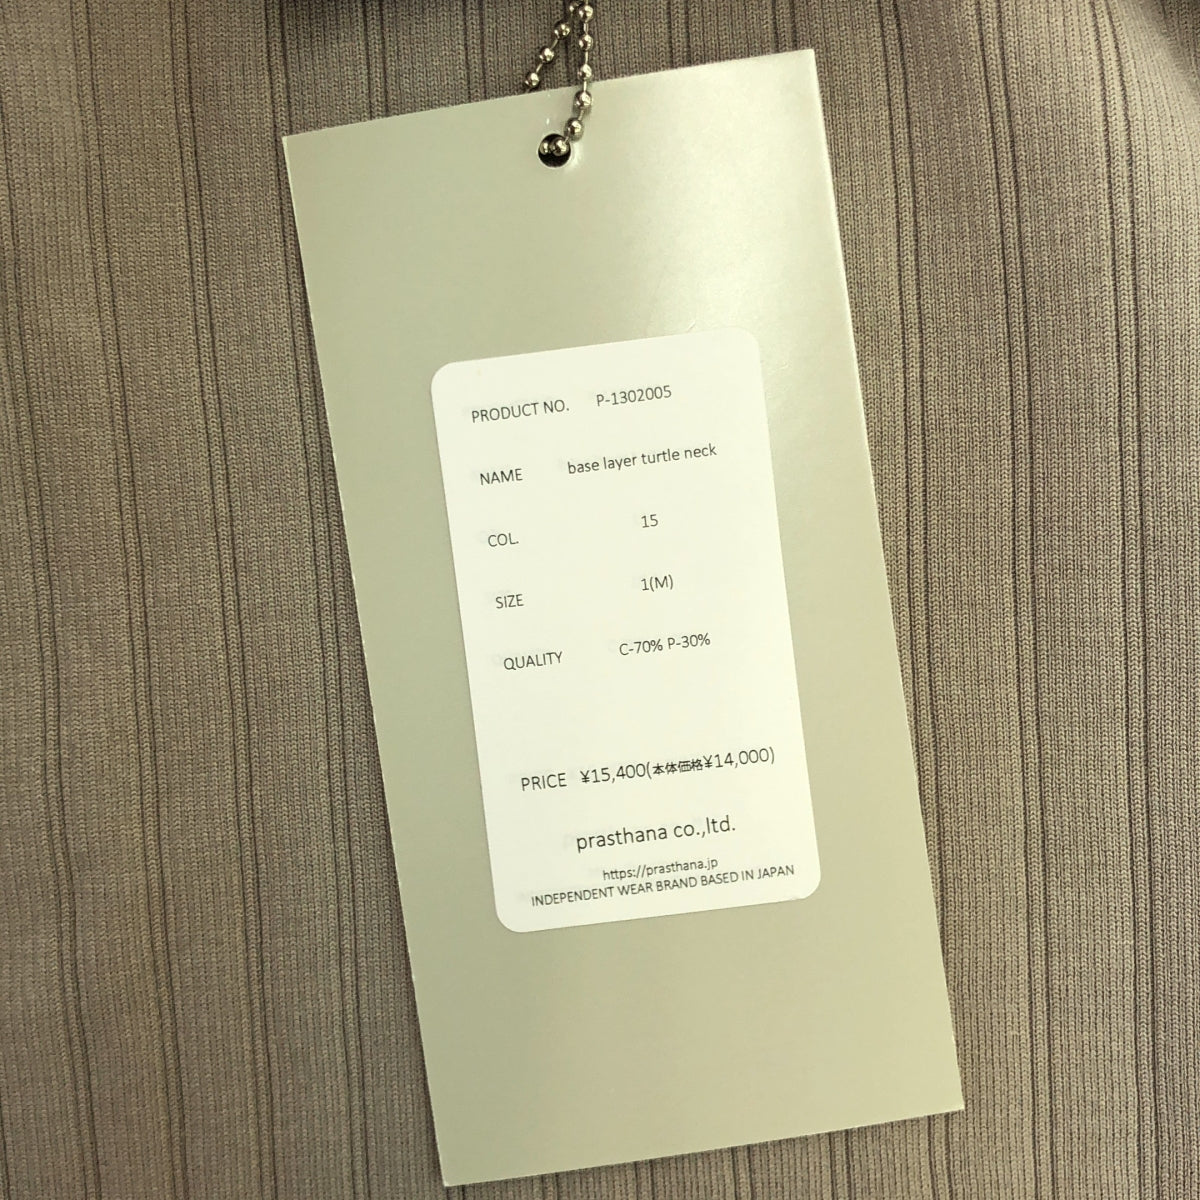 PRODUCT NO. P-1302005
NAME base layer turtle neck
COL. 15
SIZE 1(M)
QUALITY C-70% P-30%
PRICE ¥15,400(本体価格¥14,000)
prasthana co.,ltd.
https://prasthana.jp
INDEPENDENT WEAR BRAND BASED IN JAPAN